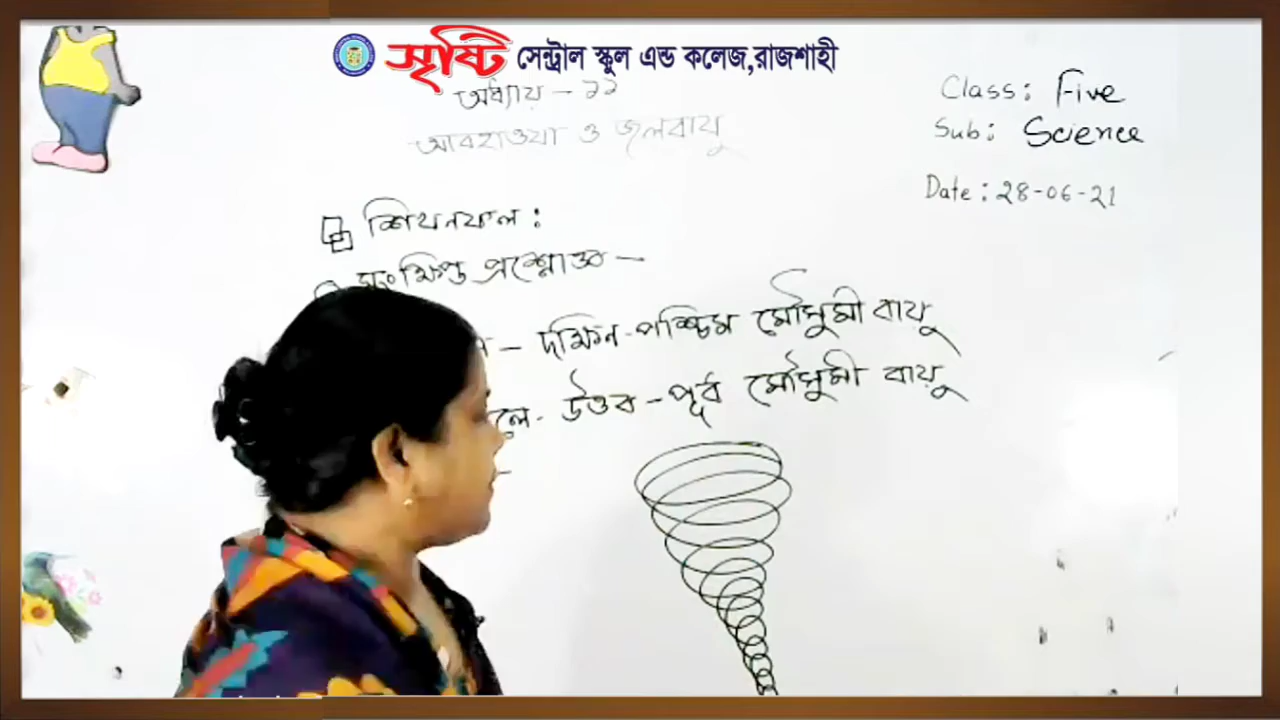 সৃষ্টি সেন্ট্রাল স্কুল এন্ড কলেজ,রাজশাহী
অধ্যায় - ১১
আবহাওয়া ও জলবায়ু
Class: Five
Sub: Science
Date: 28-06-21
শিখনফল:
সংক্ষিপ্ত প্রশ্নোত্তর -
- দক্ষিন-পশ্চিম মৌসুমী বায়ু
লে- উত্তর-পূর্ব মৌসুমী বায়ু